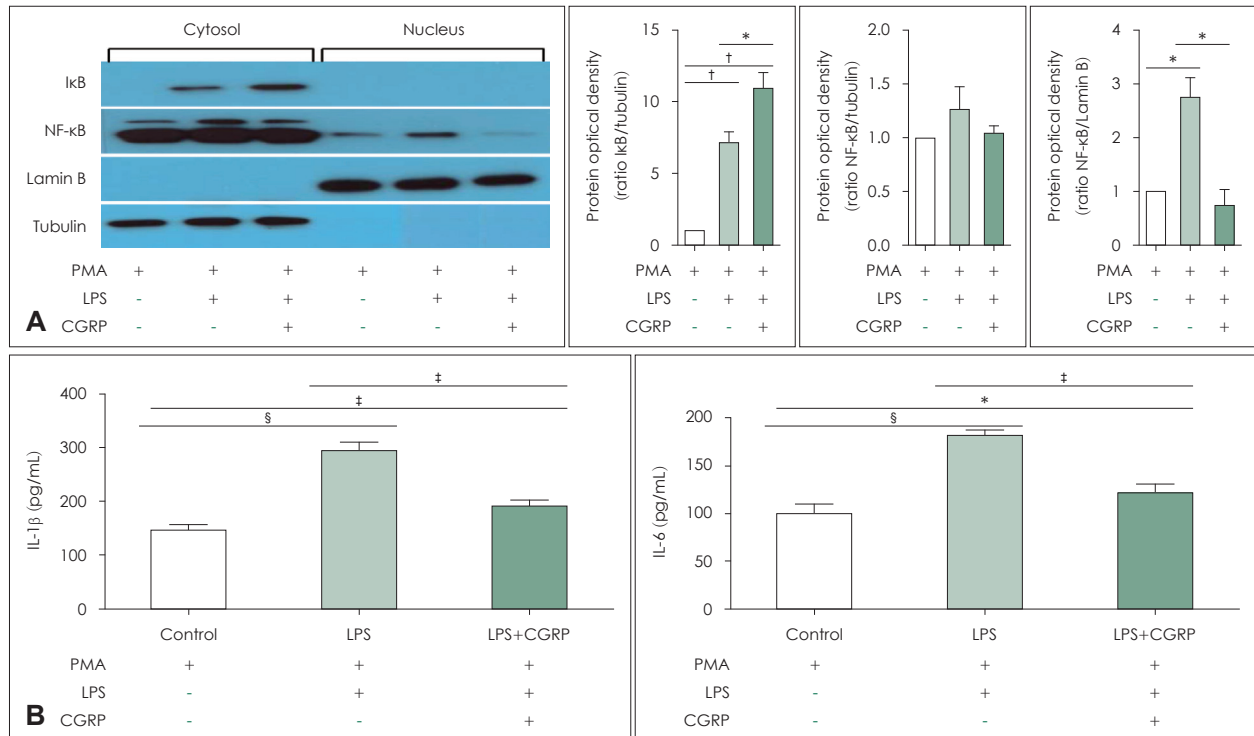 Cytosol Nucleus
IκB
NF-κB
Lamin B
Tubulin
PMA + + + + + +
LPS - + + - + +
CGRP - - + - - +
A
Protein optical density
(ratio IκB/tubulin)
15
10
5
0
*
†
†
PMA + + +
LPS - + +
CGRP - - +
Protein optical density
(ratio NF-κB/tubulin)
2.0
1.5
1.0
0.5
0.0
PMA + + +
LPS - + +
CGRP - - +
Protein optical density
(ratio NF-κB/Lamin B)
4
3
2
1
0
*
*
PMA + + +
LPS - + +
CGRP - - +
IL-1β (pg/mL)
400
300
200
100
0
‡
‡
§
Control LPS LPS+CGRP
PMA + + +
LPS - + +
CGRP - - +
B
IL-6 (pg/mL)
200
150
100
50
0
‡
*
§
Control LPS LPS+CGRP
PMA + + +
LPS - + +
CGRP - - +